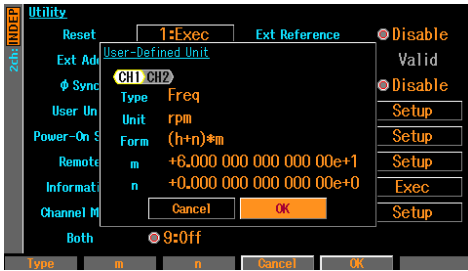 2ch: INDEP
Utility
Reset 1:Exec Ext Reference Disable
Ext Ad Valid
User-Defined Unit
φ Sync CH1 CH2 Disable
Type Freq
User Un Unit rpm Setup
Power-On S Form (h+n)*m Setup
Remote m +6.000 000 000 000 00e+1 Setup
Informati n +0.000 000 000 000 00e+0 Exec
Channel M Cancel OK Setup
Both 9:Off
Type m n Cancel OK